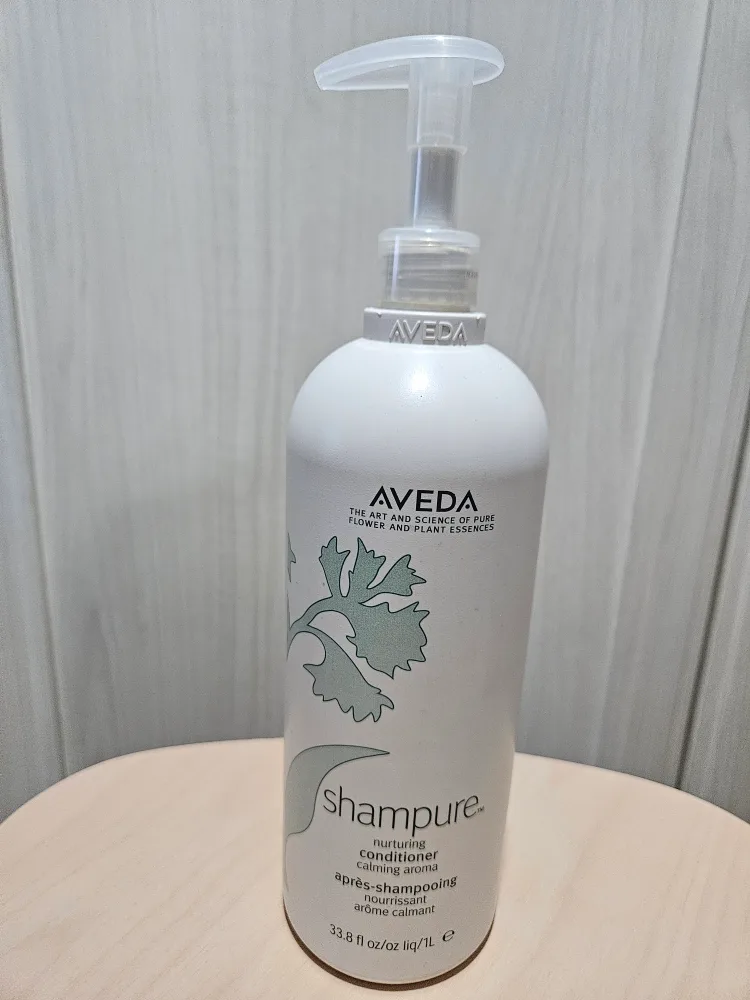 AVEDA
AVEDA
THE ART AND SCIENCE OF PURE
FLOWER AND PLANT ESSENCES
shampure™
nurturing
conditioner
calming aroma
après-shampooing
nourrissant
arôme calmant
33.8 fl oz/oz liq/1L ℮